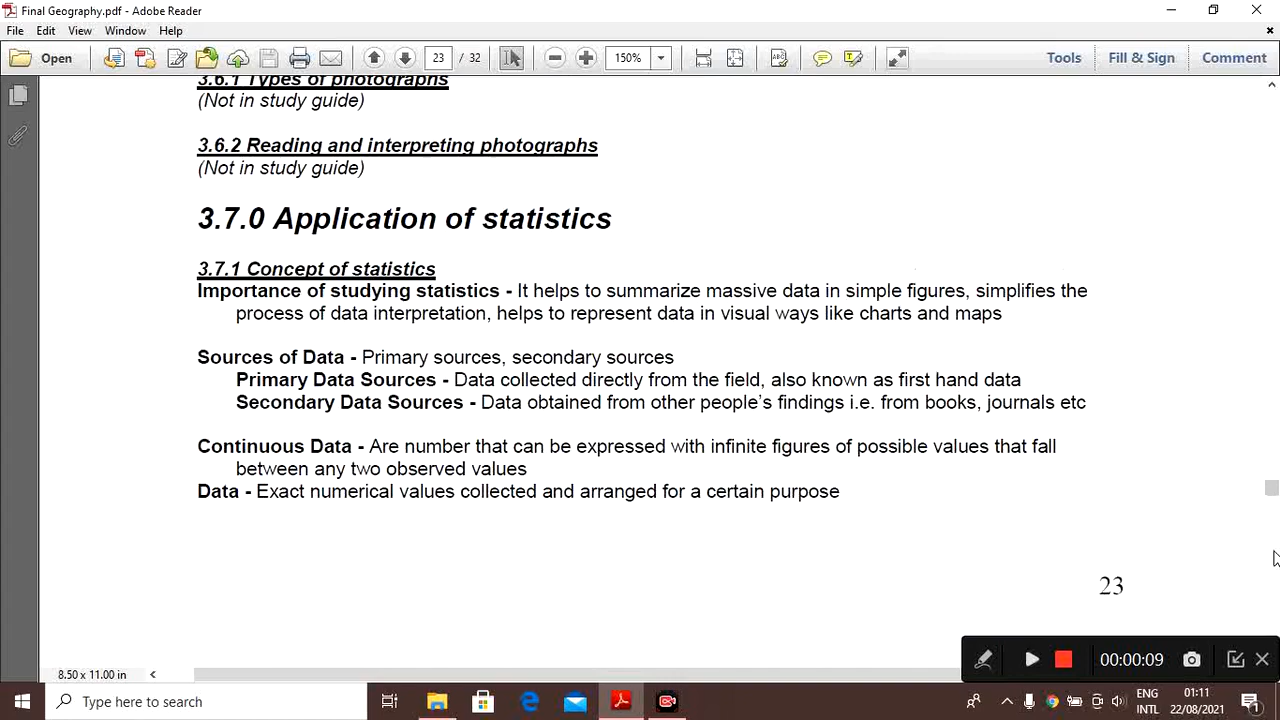 Final Geography.pdf - Adobe Reader
File Edit View Window Help
Open 23 / 32 150% Tools Fill & Sign Comment
3.6.1 Types of photographs
(Not in study guide)
3.6.2 Reading and interpreting photographs
(Not in study guide)
3.7.0 Application of statistics
3.7.1 Concept of statistics
Importance of studying statistics - It helps to summarize massive data in simple figures, simplifies the
process of data interpretation, helps to represent data in visual ways like charts and maps
Sources of Data - Primary sources, secondary sources
Primary Data Sources - Data collected directly from the field, also known as first hand data
Secondary Data Sources - Data obtained from other people's findings i.e. from books, journals etc
Continuous Data - Are number that can be expressed with infinite figures of possible values that fall
between any two observed values
Data - Exact numerical values collected and arranged for a certain purpose
23
00:00:09
8.50 x 11.00 in
Type here to search
ENG
INTL
01:11
22/08/2021
1